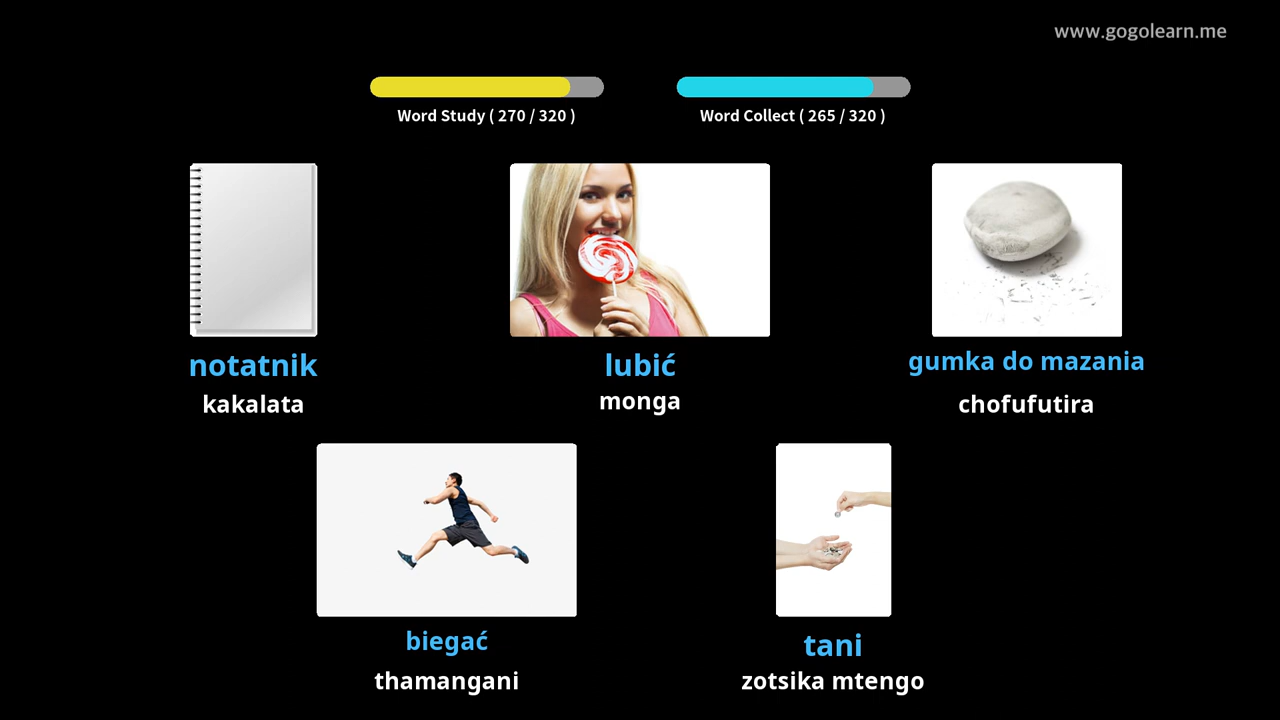 www.gogolearn.me
Word Study ( 270 / 320 )
Word Collect ( 265 / 320 )
notatnik
kakalata
lubić
monga
gumka do mazania
chofufutira
biegać
thamangani
tani
zotsika mtengo